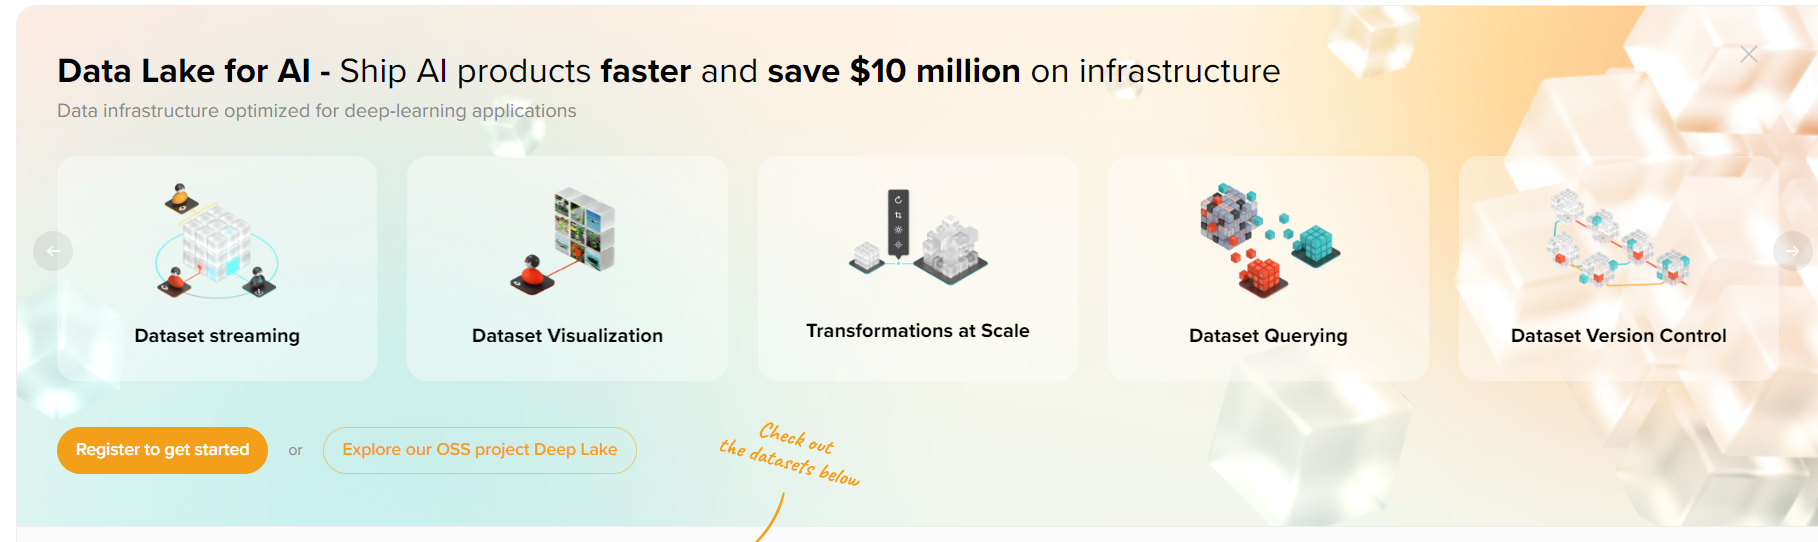 Data Lake for AI - Ship AI products faster and save $10 million on infrastructure
Data infrastructure optimized for deep-learning applications
Dataset streaming
Dataset Visualization
Transformations at Scale
Dataset Querying
Dataset Version Control
Register to get started
or
Explore our OSS project Deep Lake
Check out
the datasets below